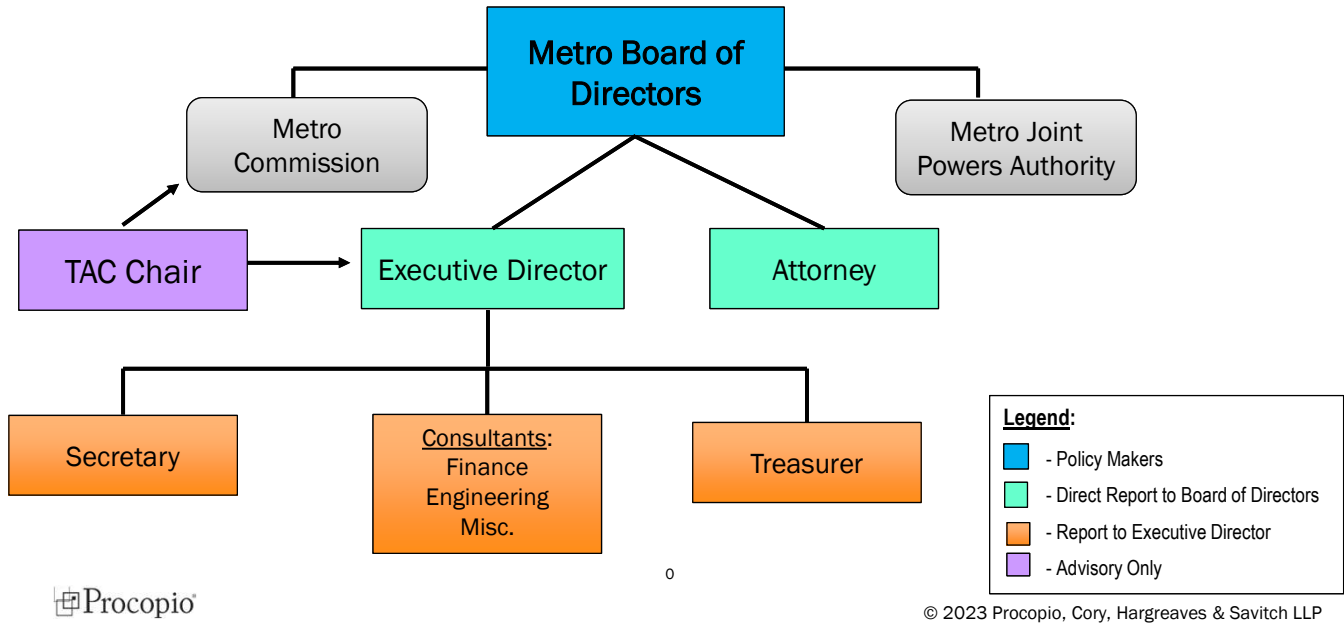 Metro Board of
Directors
Metro
Commission
Metro Joint
Powers Authority
TAC Chair
Executive Director
Attorney
Secretary
Consultants:
Finance
Engineering
Misc.
Treasurer
Legend:
- Policy Makers
- Direct Report to Board of Directors
- Report to Executive Director
- Advisory Only
0
Procopio®
© 2023 Procopio, Cory, Hargreaves & Savitch LLP